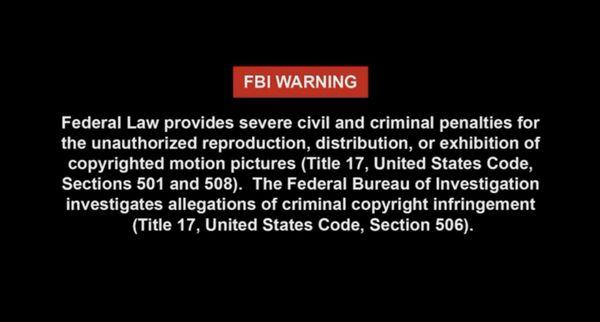 FBI WARNING
Federal Law provides severe civil and criminal penalties for
the unauthorized reproduction, distribution, or exhibition of
copyrighted motion pictures (Title 17, United States Code,
Sections 501 and 508).  The Federal Bureau of Investigation
investigates allegations of criminal copyright infringement
(Title 17, United States Code, Section 506).